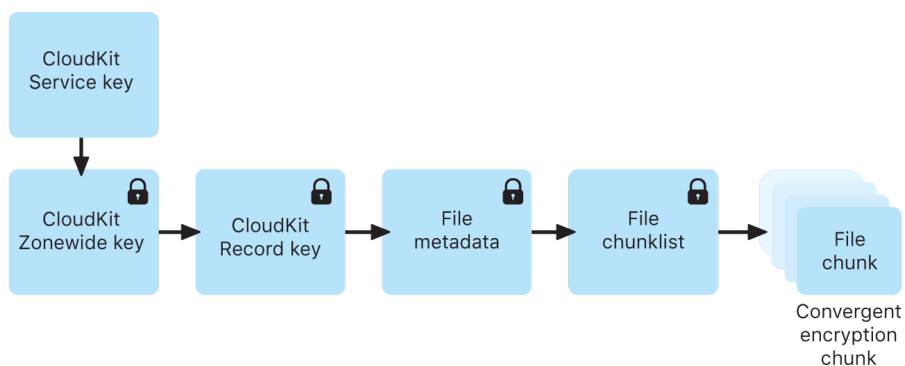 CloudKit
Service key
CloudKit
Zonewide key
CloudKit
Record key
File
metadata
File
chunklist
File
chunk
Convergent
encryption
chunk